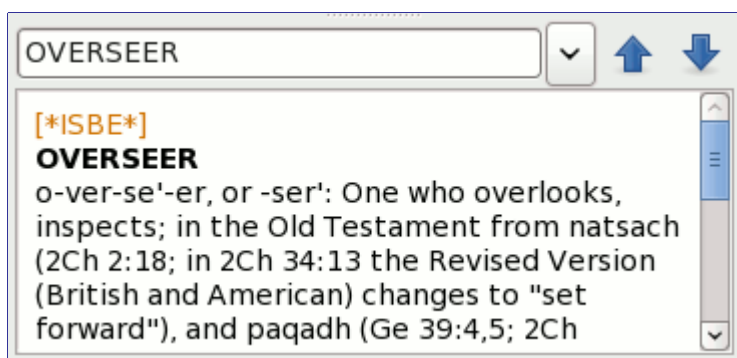 OVERSEER
[*ISBE*]
OVERSEER
o-ver-se'-er, or -ser': One who overlooks,
inspects; in the Old Testament from natsach
(2Ch 2:18; in 2Ch 34:13 the Revised Version
(British and American) changes to "set
forward"), and paqadh (Ge 39:4,5; 2Ch